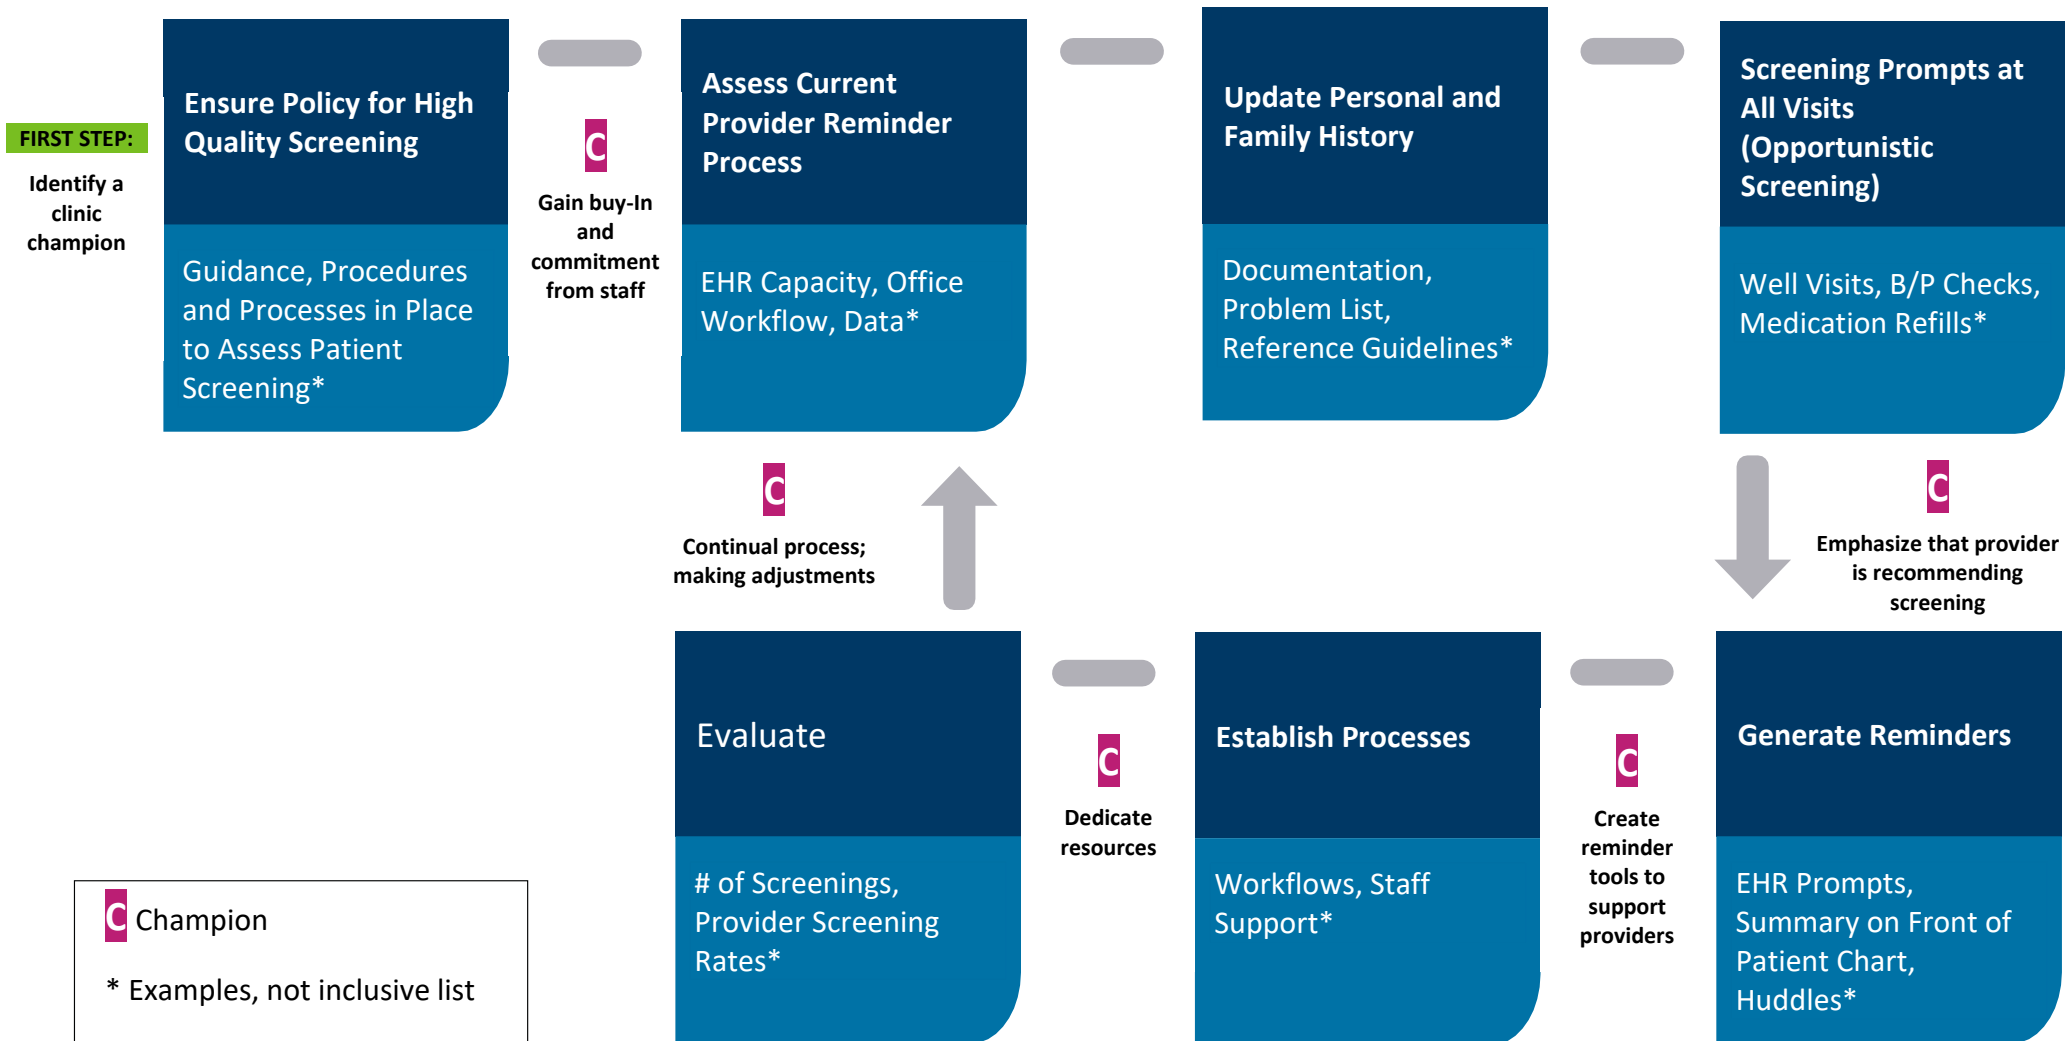 FIRST STEP:
Identify a
clinic
champion
Ensure Policy for High
Quality Screening
Guidance, Procedures
and Processes in Place
to Assess Patient
Screening*
C
Gain buy-In
and
commitment
from staff
Assess Current
Provider Reminder
Process
EHR Capacity, Office
Workflow, Data*
Update Personal and
Family History
Documentation,
Problem List,
Reference Guidelines*
Screening Prompts at
All Visits
(Opportunistic
Screening)
Well Visits, B/P Checks,
Medication Refills*
C
Emphasize that provider
is recommending
screening
Generate Reminders
EHR Prompts,
Summary on Front of
Patient Chart,
Huddles*
C
Create
reminder
tools to
support
providers
Establish Processes
Workflows, Staff
Support*
C
Dedicate
resources
Evaluate
# of Screenings,
Provider Screening
Rates*
C
Continual process;
making adjustments
C Champion
* Examples, not inclusive list